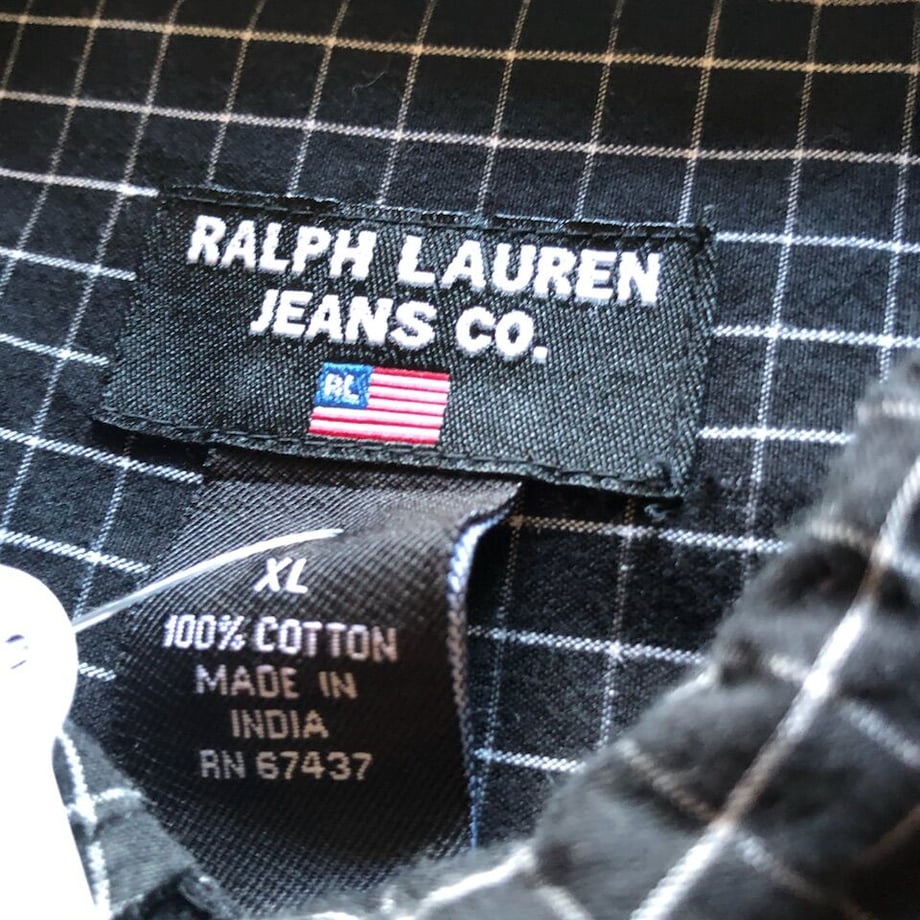 RALPH LAUREN
JEANS CO.
RL
XL
100% COTTON
MADE IN
INDIA
RN 67437